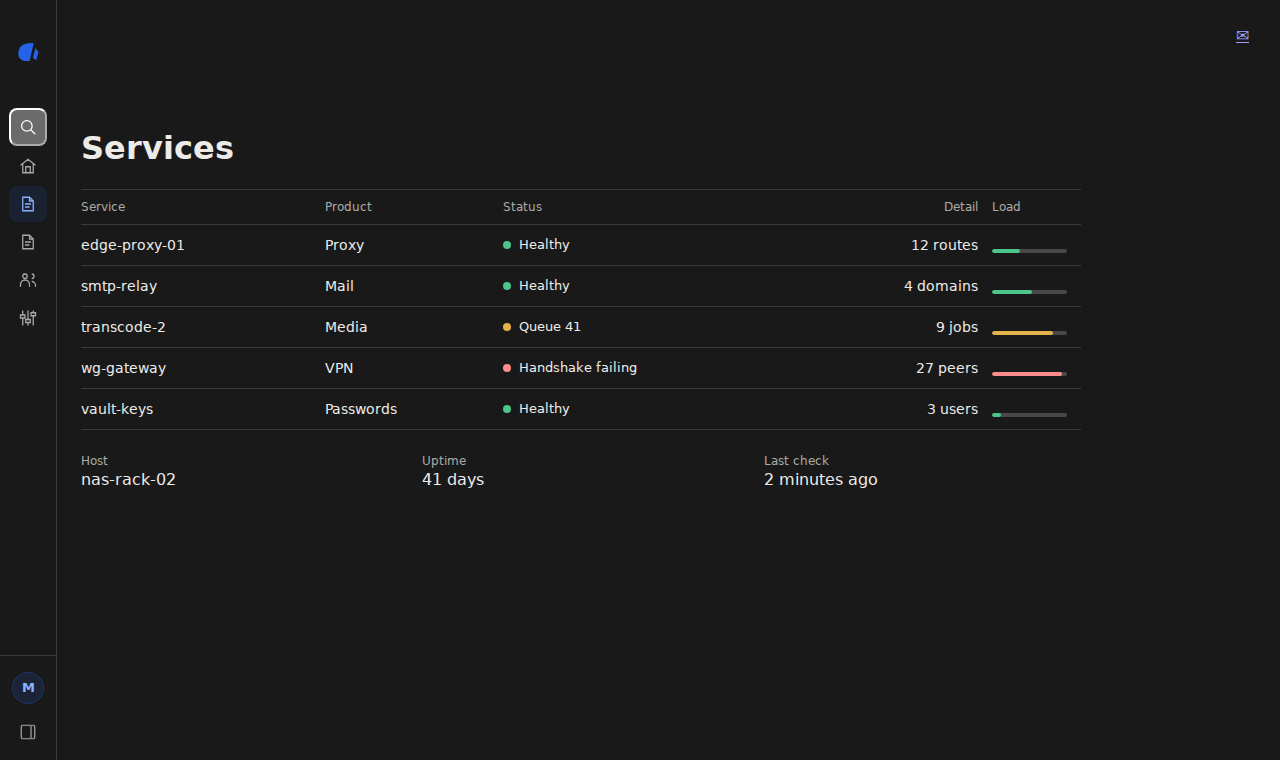 Services
Service Product Status Detail Load
edge-proxy-01 Proxy Healthy 12 routes
smtp-relay Mail Healthy 4 domains
transcode-2 Media Queue 41 9 jobs
wg-gateway VPN Handshake failing 27 peers
vault-keys Passwords Healthy 3 users
Host Uptime Last check
nas-rack-02 41 days 2 minutes ago
M